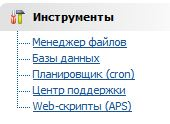 Инструменты
Менеджер файлов
Базы данных
Планировщик (cron)
Центр поддержки
Web-скрипты (APS)